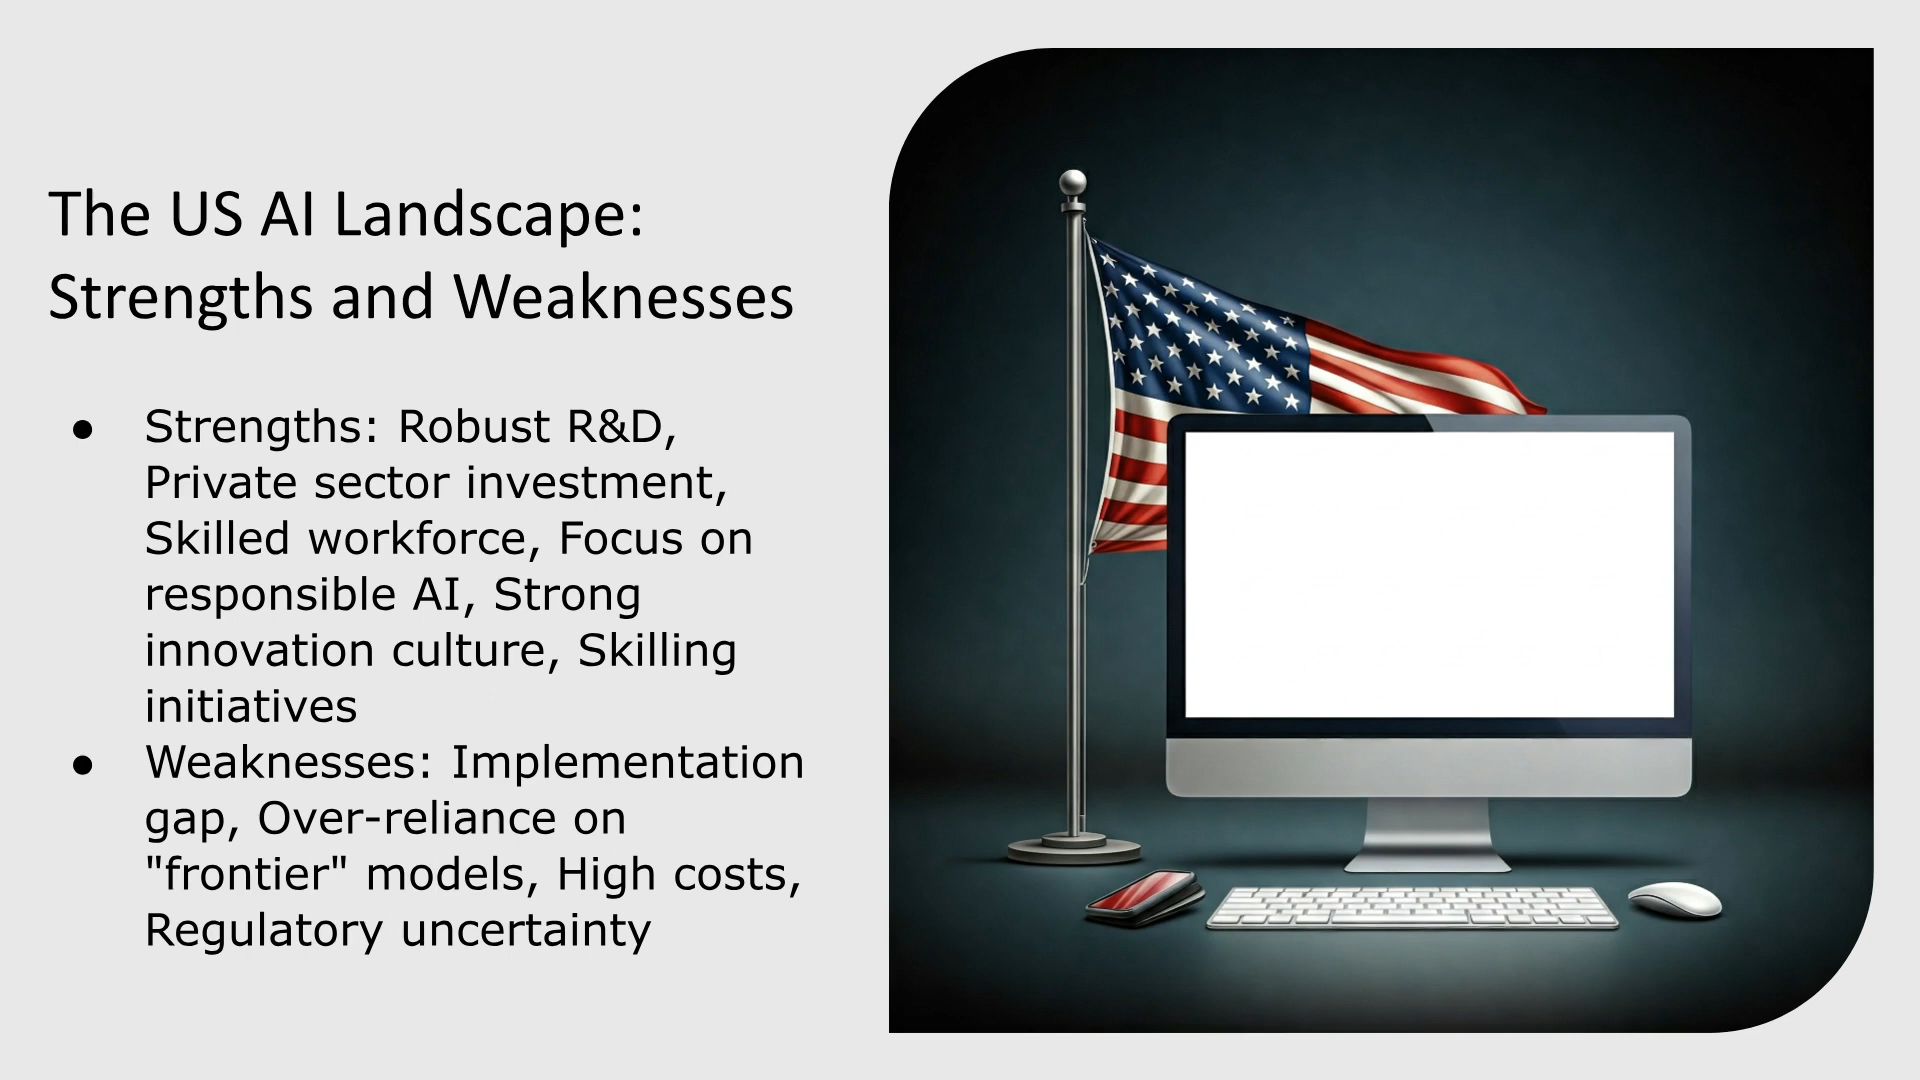 The US AI Landscape:
Strengths and Weaknesses
● Strengths: Robust R&D,
Private sector investment,
Skilled workforce, Focus on
responsible AI, Strong
innovation culture, Skilling
initiatives
● Weaknesses: Implementation
gap, Over-reliance on
"frontier" models, High costs,
Regulatory uncertainty